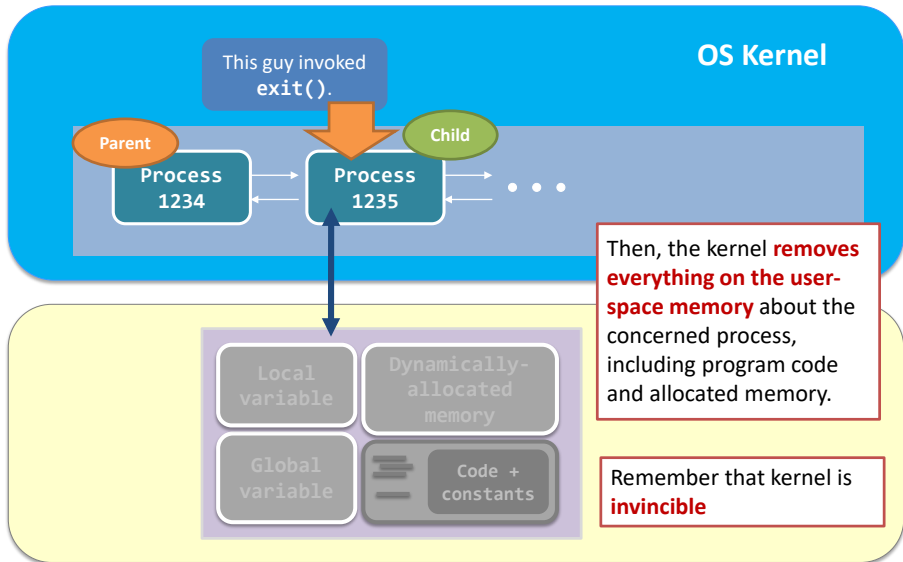 OS Kernel
This guy invoked
exit().
Parent
Child
Process
1234
Process
1235
• • •
Then, the kernel removes
everything on the user-
space memory about the
concerned process,
including program code
and allocated memory.
Local
variable
Dynamically-
allocated
memory
Global
variable
Code +
constants
Remember that kernel is
invincible